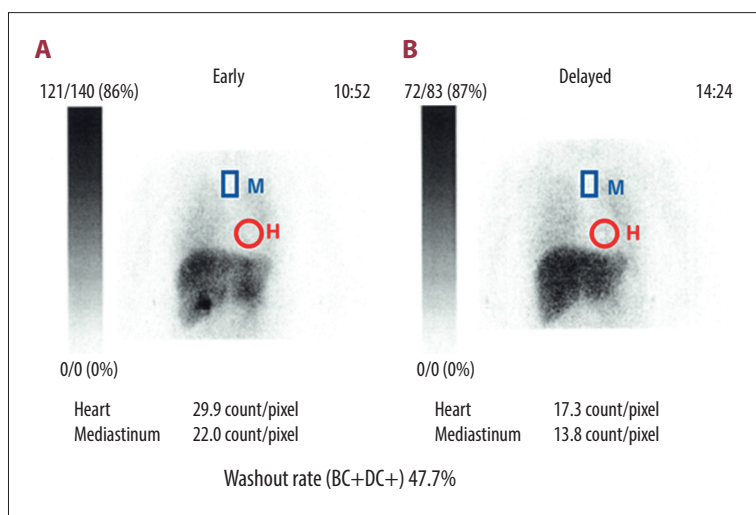 A
Early
121/140 (86%)
10:52
M
H
0/0 (0%)
Heart 29.9 count/pixel
Mediastinum 22.0 count/pixel
B
Delayed
72/83 (87%)
14:24
M
H
0/0 (0%)
Heart 17.3 count/pixel
Mediastinum 13.8 count/pixel
Washout rate (BC+DC+) 47.7%